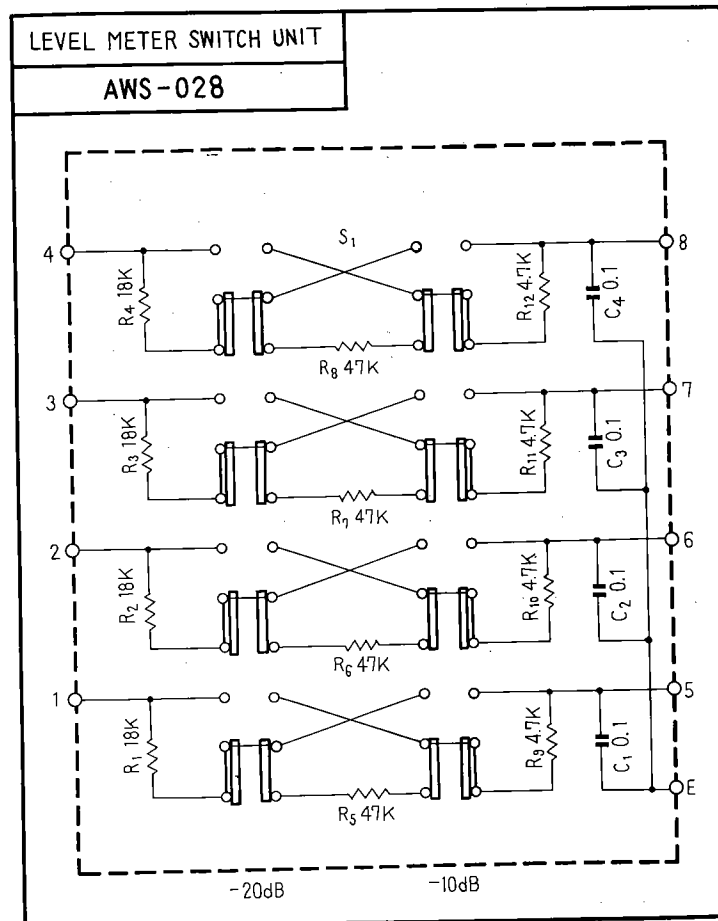 LEVEL METER SWITCH UNIT
AWS-028
4
R4 18K
S1
R8 47K
R12 4.7K
C4 0.1
8
3
R3 18K
R7 47K
R11 4.7K
C3 0.1
7
2
R2 18K
R6 47K
R10 4.7K
C2 0.1
6
1
R1 18K
R5 47K
R9 4.7K
C1 0.1
5
E
-20dB
-10dB